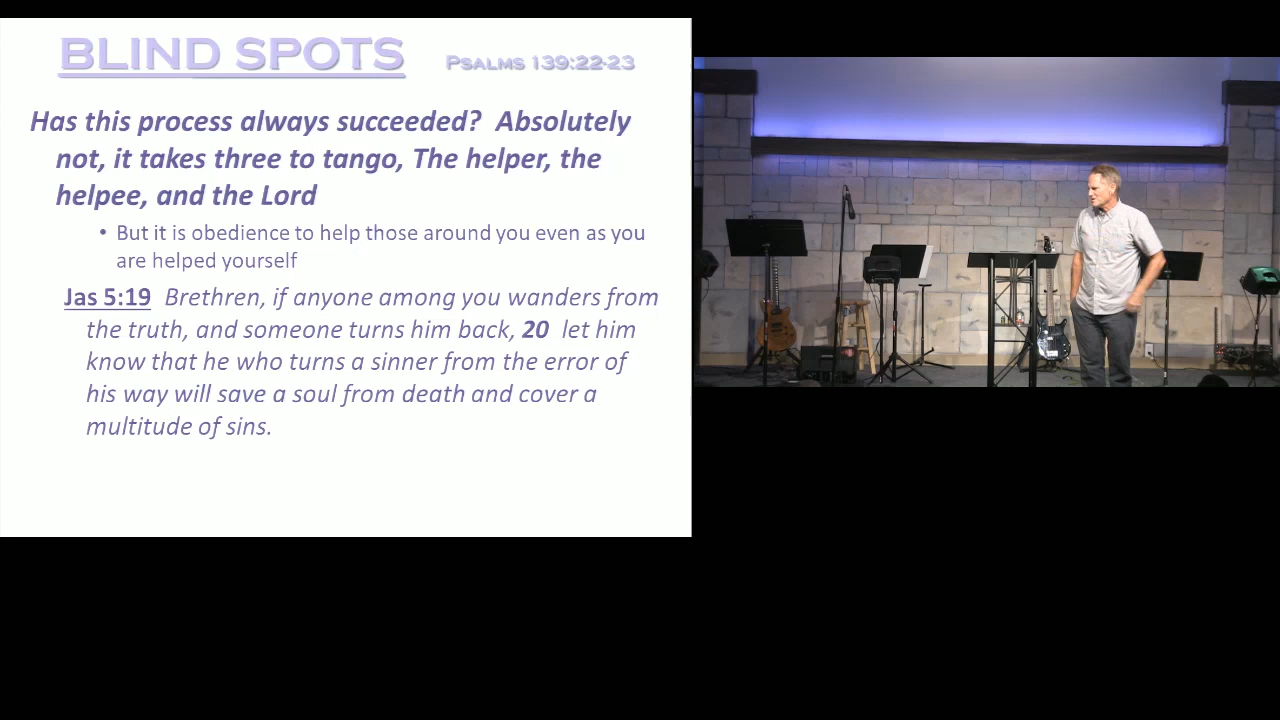 BLIND SPOTS Psalms 139:22-23
Has this process always succeeded? Absolutely
not, it takes three to tango, The helper, the
helpee, and the Lord
• But it is obedience to help those around you even as you
are helped yourself
Jas 5:19 Brethren, if anyone among you wanders from
the truth, and someone turns him back, 20 let him
know that he who turns a sinner from the error of
his way will save a soul from death and cover a
multitude of sins.